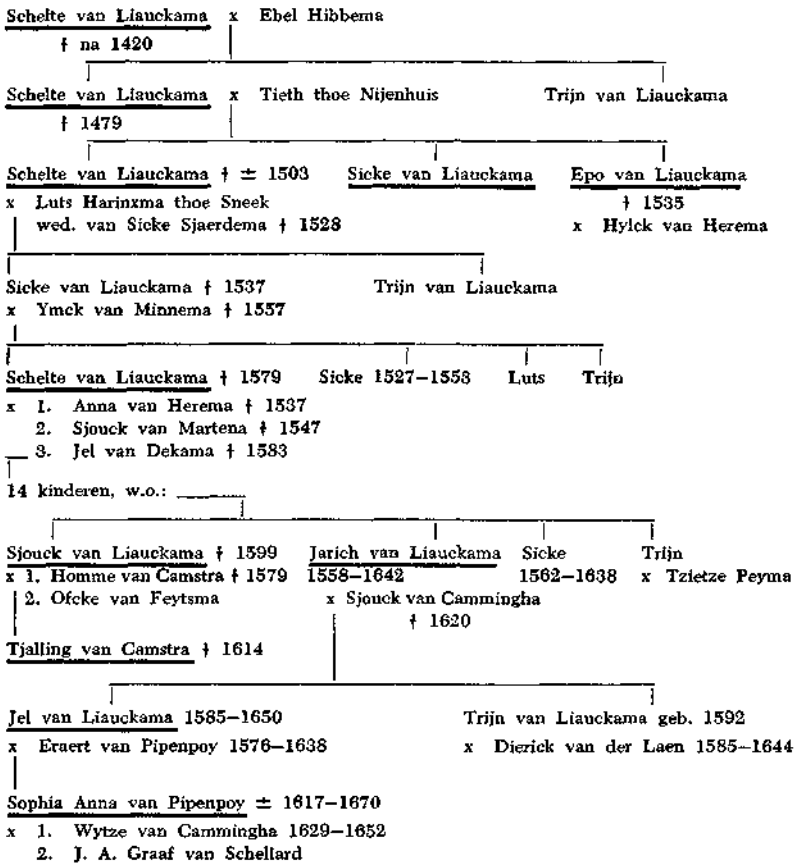 Schelte van Liauckama x Ebel Hibbema
† na 1420
Schelte van Liauckama x Tieth thoe Nijenhuis Trijn van Liauckama
† 1479
Schelte van Liauckama † ± 1503 Sicke van Liauckama Epo van Liauckama
x Luts Harinxma thoe Sneek † 1535
wed. van Sicke Sjaerdema † 1528 x Hylck van Herema
Sicke van Liauckama † 1537 Trijn van Liauckama
x Ymck van Minnema † 1557
Schelte van Liauckama † 1579 Sicke 1527–1553 Luts Trijn
x 1. Anna van Herema † 1537
2. Sjouck van Martena † 1547
3. Jel van Dekama † 1583
14 kinderen, w.o.:
Sjouck van Liauckama † 1599 Jarich van Liauckama Sicke Trijn
x 1. Homme van Camstra † 1579 1558–1642 1562–1638 x Tzietze Peyma
2. Ofcke van Feytsma x Sjouck van Cammingha
† 1620
Tjalling van Camstra † 1614
Jel van Liauckama 1585–1650 Trijn van Liauckama geb. 1592
x Eraert van Pipenpoy 1576–1638 x Dierick van der Laen 1585–1644
Sophia Anna van Pipenpoy ± 1617–1670
x 1. Wytze van Cammingha 1629–1652
2. J. A. Graaf van Schellard